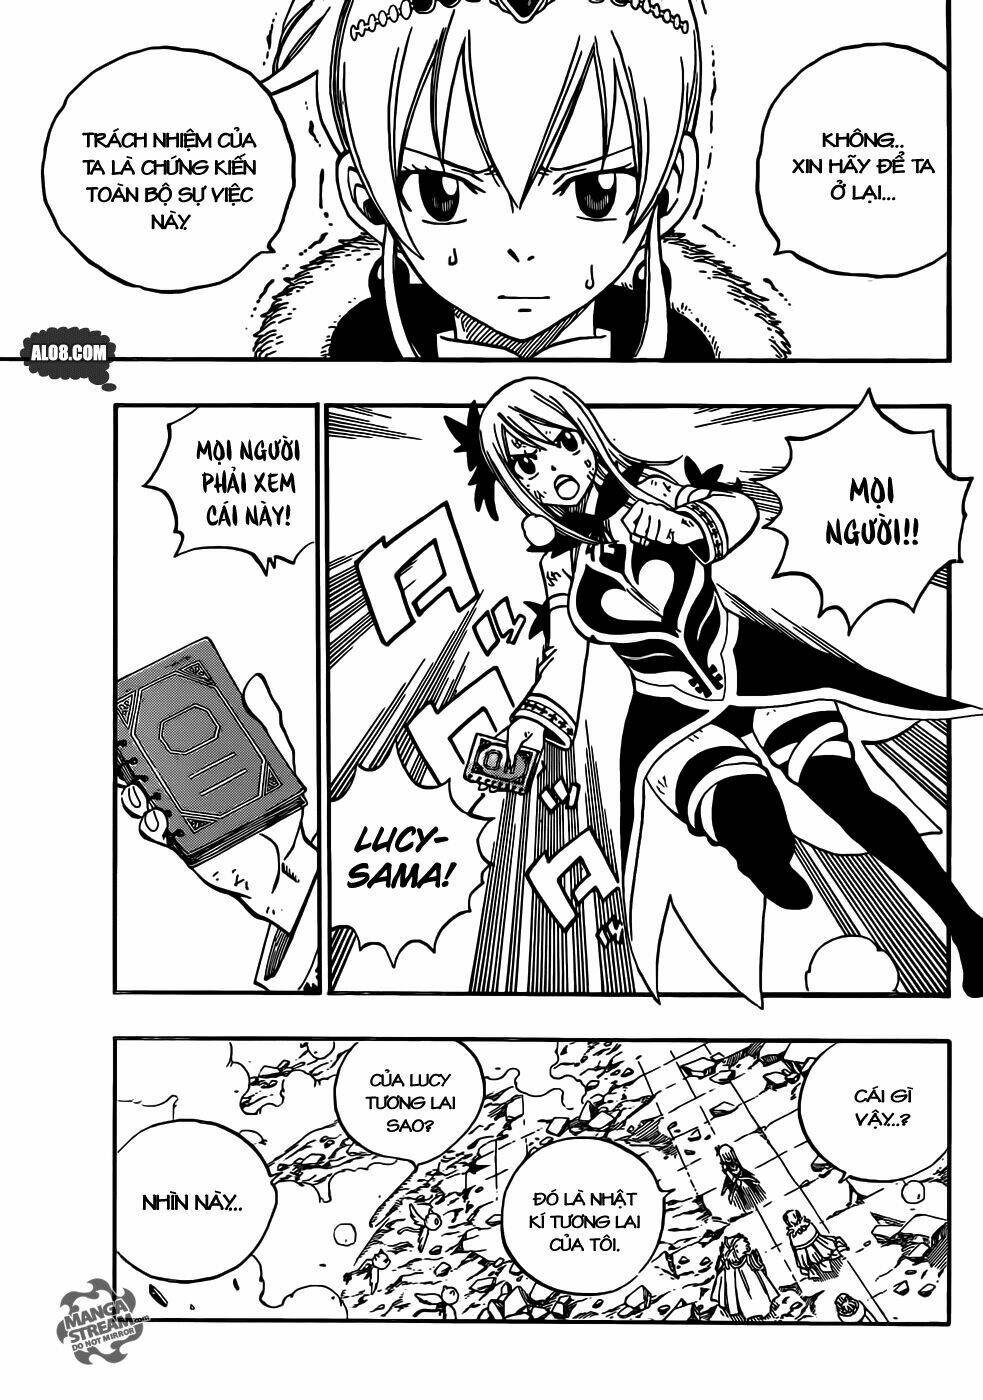 KHÔNG...
XIN HÃY ĐỂ TA
Ở LẠI...
TRÁCH NHIỆM CỦA
TA LÀ CHỨNG KIẾN
TOÀN BỘ SỰ VIỆC
NÀY.
ALO8.COM
MỌI
NGƯỜI!!
LUCY-
SAMA!
MỌI NGƯỜI
PHẢI XEM
CÁI NÀY!
CÁI GÌ
VẬY...?
ĐÓ LÀ NHẬT
KÍ TƯƠNG LAI
CỦA TÔI.
CỦA LUCY
TƯƠNG LAI
SAO?
NHÌN NÀY...
MANGA
STREAM.com
DO NOT MIRROR